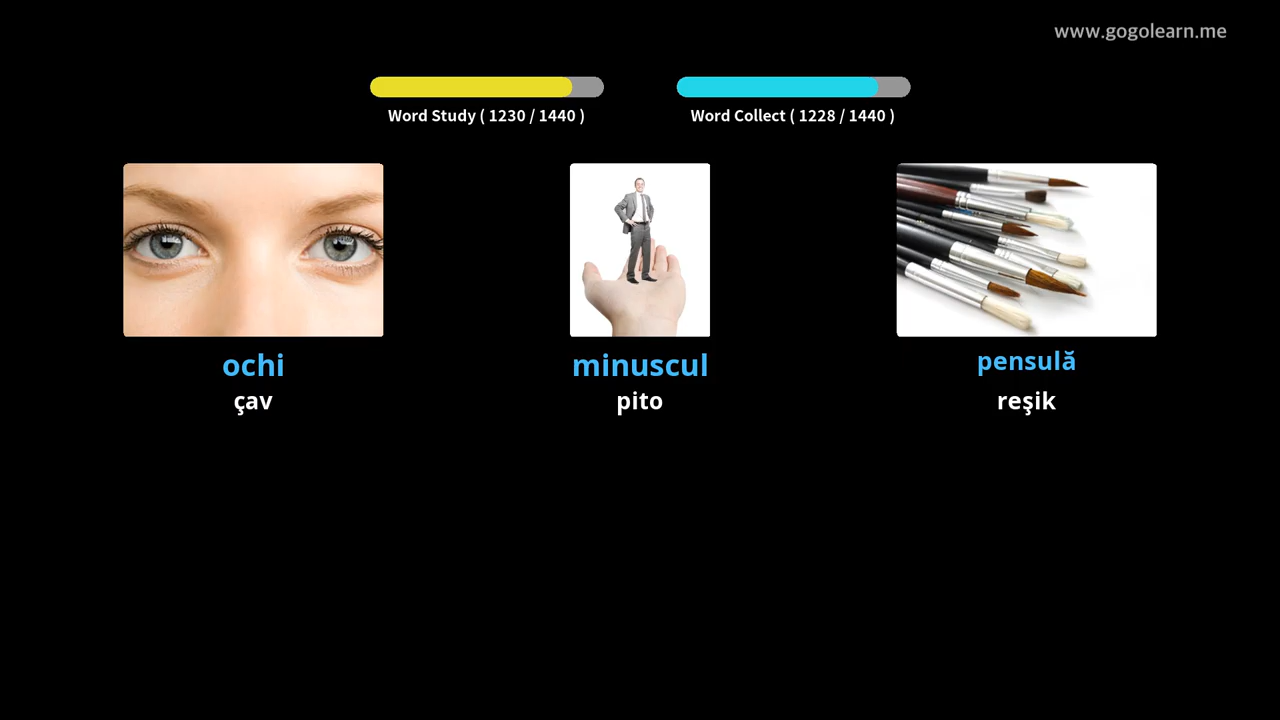 www.gogolearn.me
Word Study ( 1230 / 1440 )
Word Collect ( 1228 / 1440 )
ochi
minuscul
pensulă
çav
pito
reşik